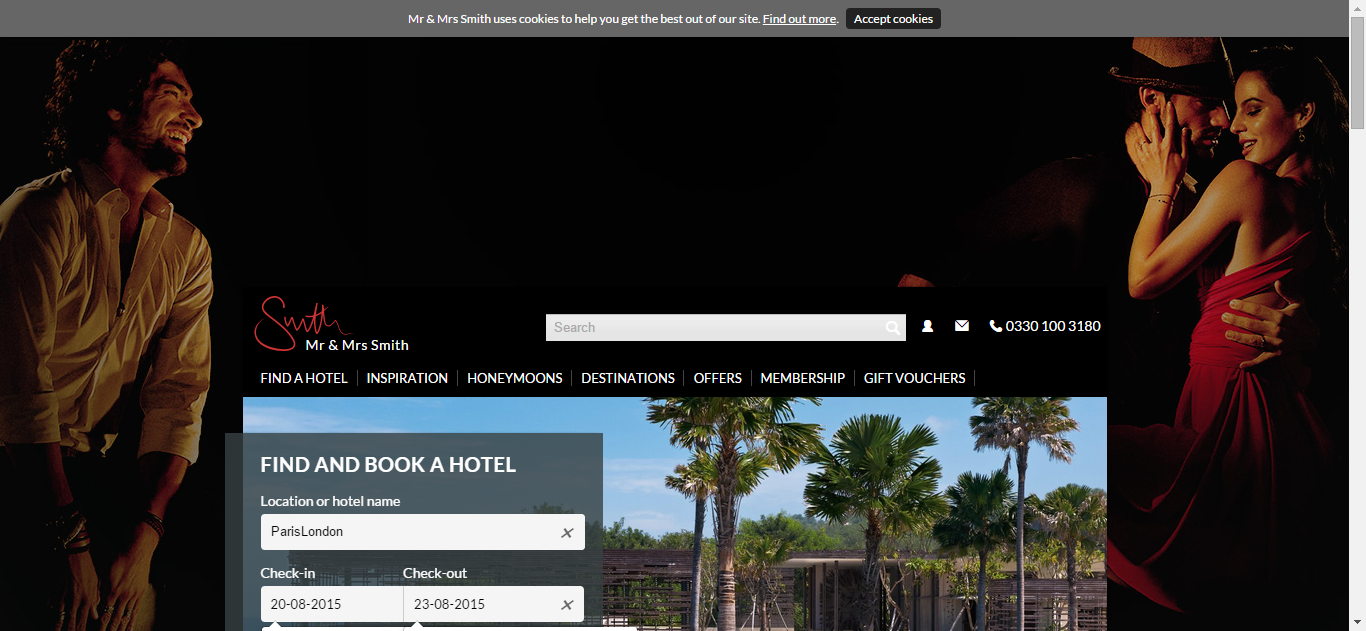 Mr & Mrs Smith uses cookies to help you get the best out of our site. Find out more. Accept cookies
Smith
Mr & Mrs Smith
Search
0330 100 3180
FIND A HOTEL INSPIRATION HONEYMOONS DESTINATIONS OFFERS MEMBERSHIP GIFT VOUCHERS
FIND AND BOOK A HOTEL
Location or hotel name
ParisLondon
Check-in Check-out
20-08-2015 23-08-2015